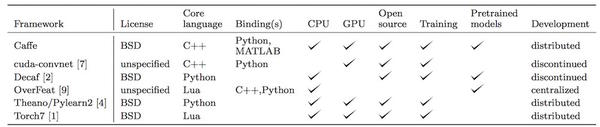 Framework License Core language Binding(s) CPU GPU Open source Training Pretrained models Development
Caffe BSD C++ Python, MATLAB ✓ ✓ ✓ ✓ ✓ distributed
cuda-convnet [7] unspecified C++ Python ✓ ✓ ✓ discontinued
Decaf [2] BSD Python ✓ ✓ ✓ ✓ discontinued
OverFeat [9] unspecified Lua C++,Python ✓ ✓ centralized
Theano/Pylearn2 [4] BSD Python ✓ ✓ ✓ ✓ distributed
Torch7 [1] BSD Lua ✓ ✓ ✓ ✓ distributed